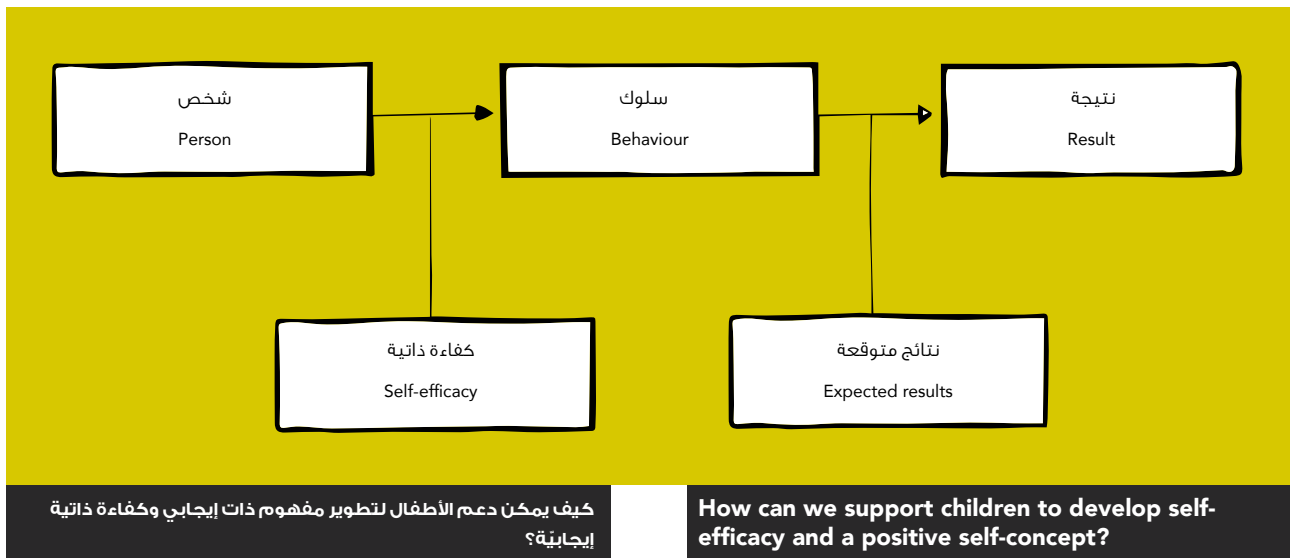 شخص
Person
سلوك
Behaviour
نتيجة
Result
كفاءة ذاتية
Self-efficacy
نتائج متوقعة
Expected results
كيف يمكن دعم الأطفال لتطوير مفهوم ذات إيجابي وكفاءة ذاتية
إيجابيّة؟
How can we support children to develop self-
efficacy and a positive self-concept?